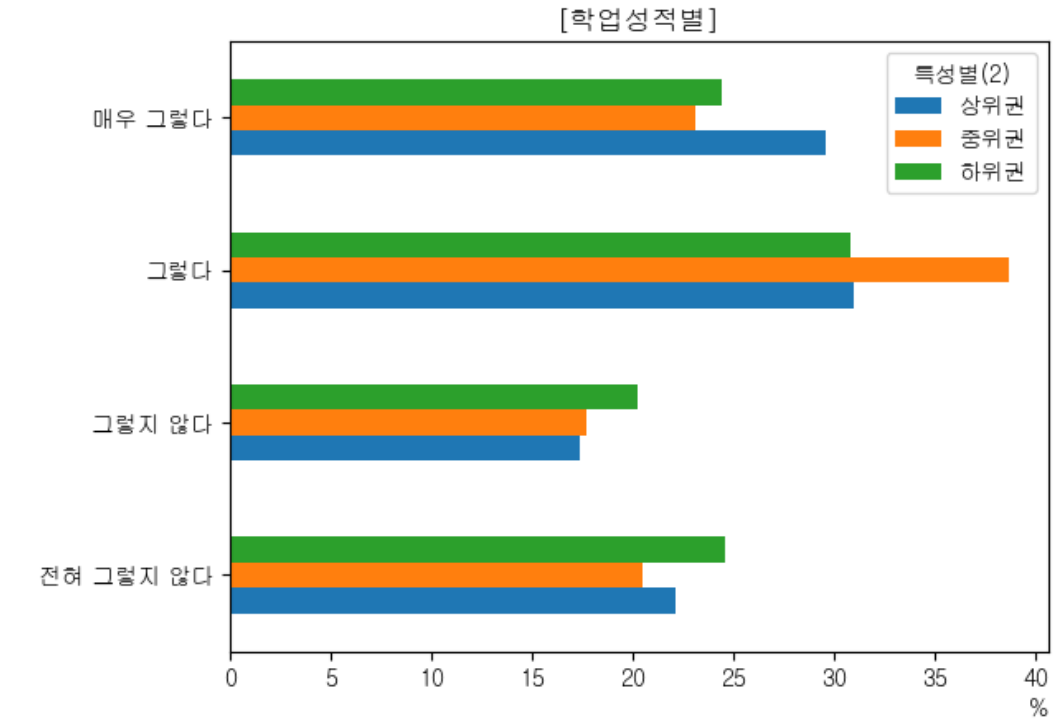 [학업성적별]
특성별(2)
상위권
중위권
하위권
매우 그렇다
그렇다
그렇지 않다
전혀 그렇지 않다
0 5 10 15 20 25 30 35 40
%